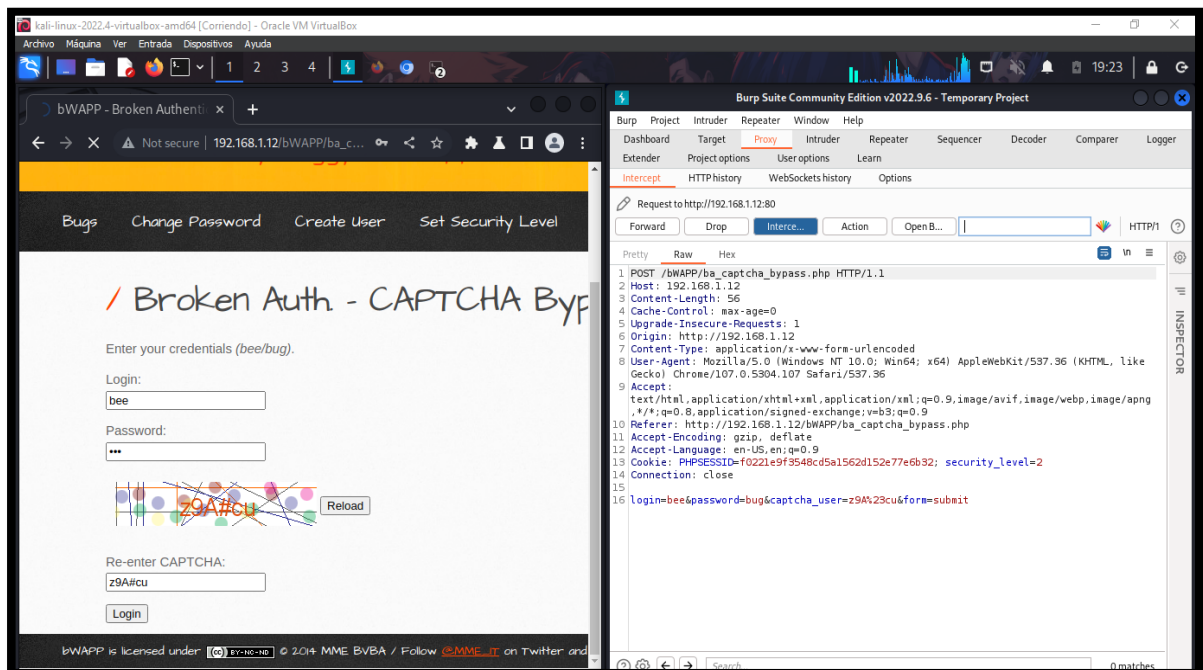 kali-linux-2022.4-virtualbox-amd64 [Corriendo] - Oracle VM VirtualBox
Archivo Máquina Ver Entrada Dispositivos Ayuda
1 2 3 4 19:23
bWAPP - Broken Authenti
Not secure 192.168.1.12/bWAPP/ba_c...
Bugs Change Password Create User Set Security Level
/ Broken Auth. - CAPTCHA Byp
Enter your credentials (bee/bug).
Login:
bee
Password:
•••
z9A#cu Reload
Re-enter CAPTCHA:
z9A#cu
Login
bWAPP is licensed under (cc) BY-NC-ND © 2014 MME BVBA / Follow @MME_IT on Twitter and
Burp Suite Community Edition v2022.9.6 - Temporary Project
Burp Project Intruder Repeater Window Help
Dashboard Target Proxy Intruder Repeater Sequencer Decoder Comparer Logger
Extender Project options User options Learn
Intercept HTTP history WebSockets history Options
Request to http://192.168.1.12:80
Forward Drop Interce... Action Open B... HTTP/1
Pretty Raw Hex \n
1 POST /bWAPP/ba_captcha_bypass.php HTTP/1.1
2 Host: 192.168.1.12
3 Content-Length: 56
4 Cache-Control: max-age=0
5 Upgrade-Insecure-Requests: 1
6 Origin: http://192.168.1.12
7 Content-Type: application/x-www-form-urlencoded
8 User-Agent: Mozilla/5.0 (Windows NT 10.0; Win64; x64) AppleWebKit/537.36 (KHTML, like
Gecko) Chrome/107.0.5304.107 Safari/537.36
9 Accept:
text/html,application/xhtml+xml,application/xml;q=0.9,image/avif,image/webp,image/apng
,*/*;q=0.8,application/signed-exchange;v=b3;q=0.9
10 Referer: http://192.168.1.12/bWAPP/ba_captcha_bypass.php
11 Accept-Encoding: gzip, deflate
12 Accept-Language: en-US,en;q=0.9
13 Cookie: PHPSESSID=f0221e9f3548cd5a1562d152e77e6b32; security_level=2
14 Connection: close
15
16 login=bee&password=bug&captcha_user=z9A%23cu&form=submit
INSPECTOR
Search... 0 matches